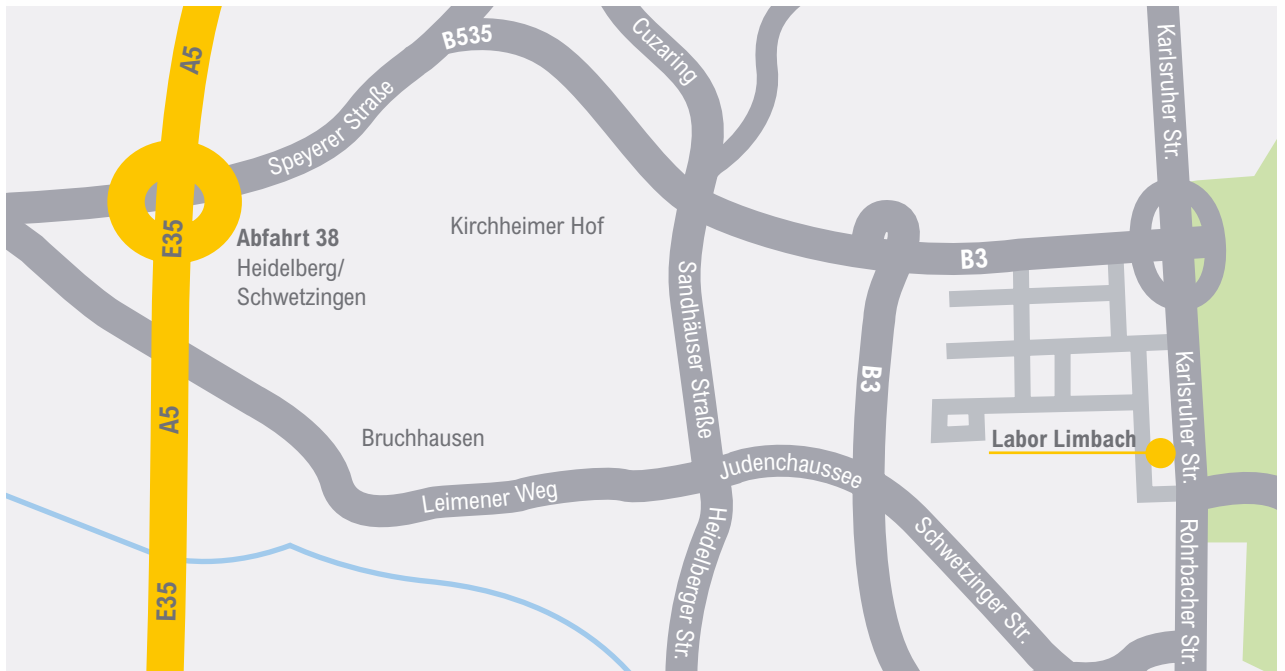 A5
B535
Cuzaring
Karlsruher Str.
Speyerer Straße
Kirchheimer Hof
E35
Abfahrt 38
Heidelberg/
Schwetzingen
B3
Sandhäuser Straße
B3
Karlsruher Str.
A5
Bruchhausen
Labor Limbach
Judenchaussee
Leimener Weg
Heidelberger Str.
Schwetzinger Str.
Rohrbacher Str.
E35